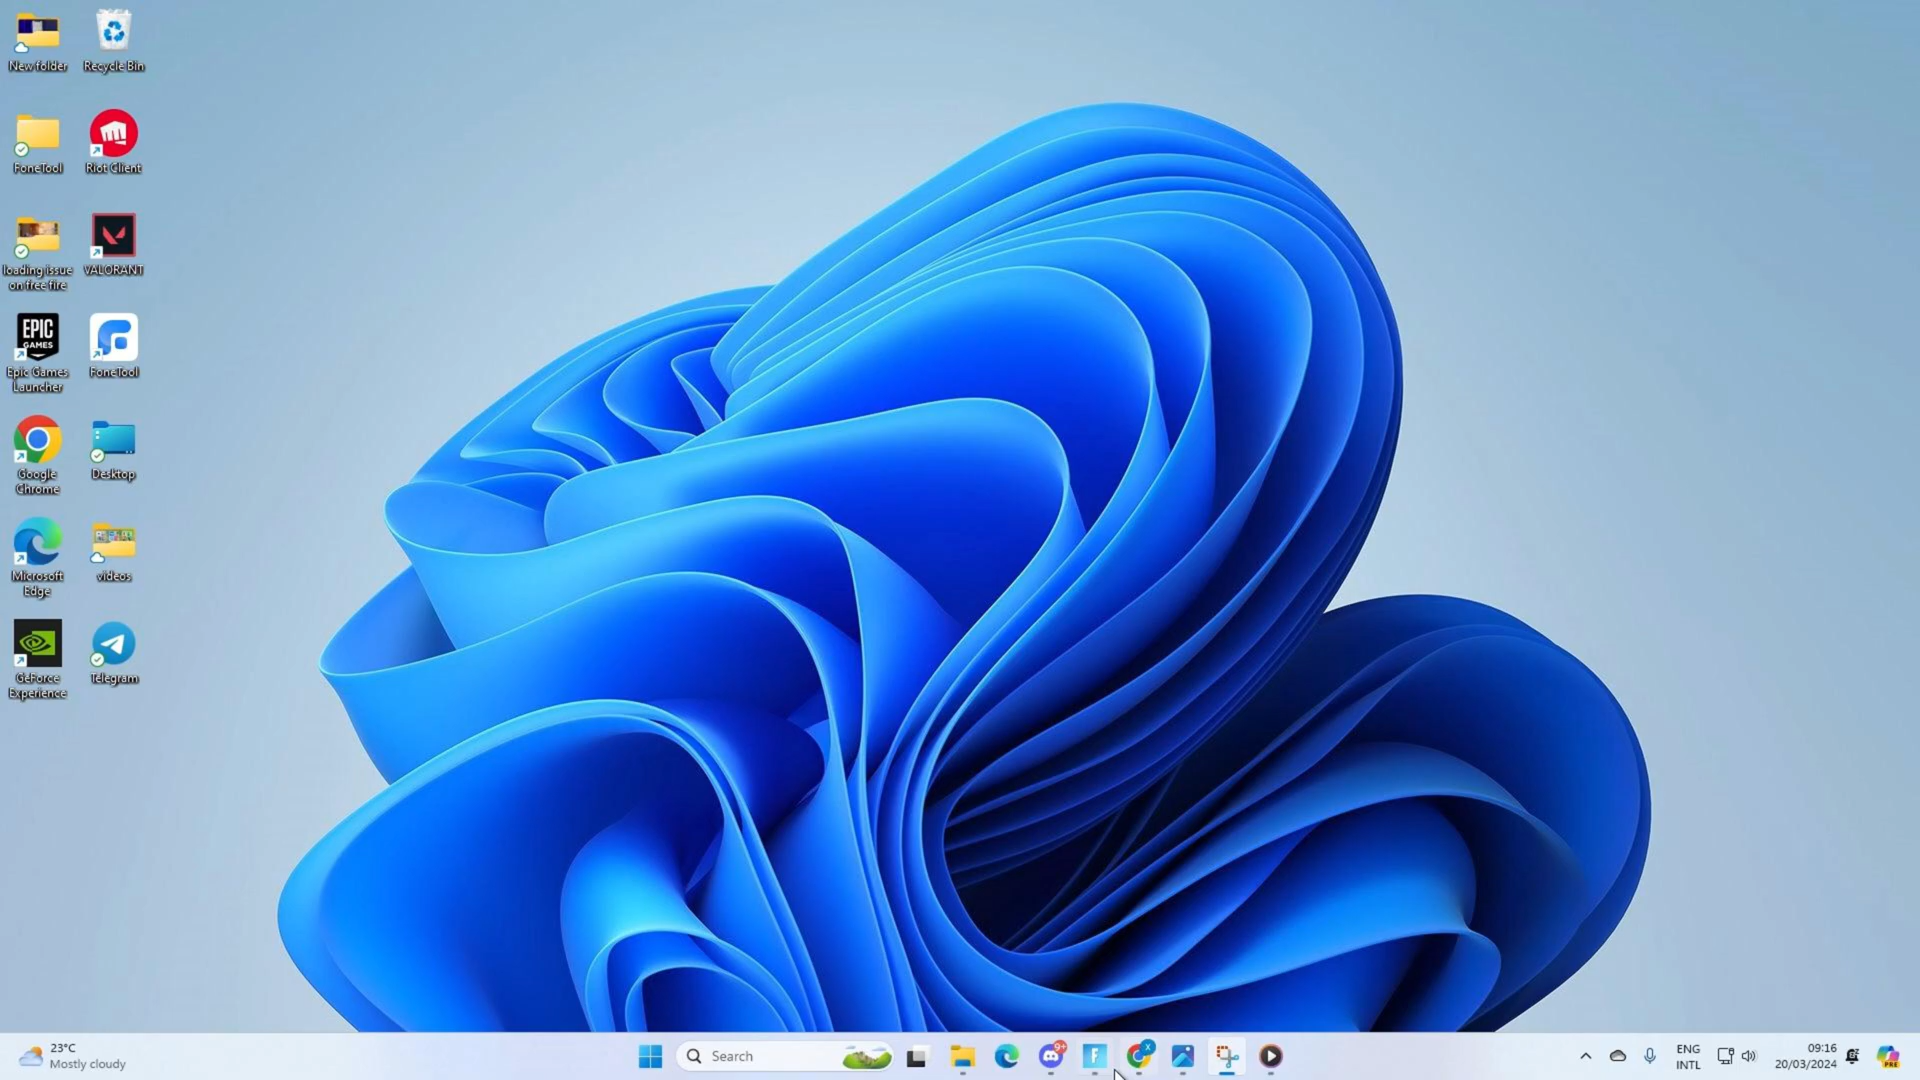 New folder
Recycle Bin
FoneTool
Riot Client
loading issue
on free fire
VALORANT
EPIC
GAMES
Epic Games
Launcher
FoneTool
Google
Chrome
Desktop
Microsoft
Edge
videos
GeForce
Experience
Telegram
23°C
Mostly cloudy
Search
9+
F
X
ENG
INTL
09:16
20/03/2024
PRE